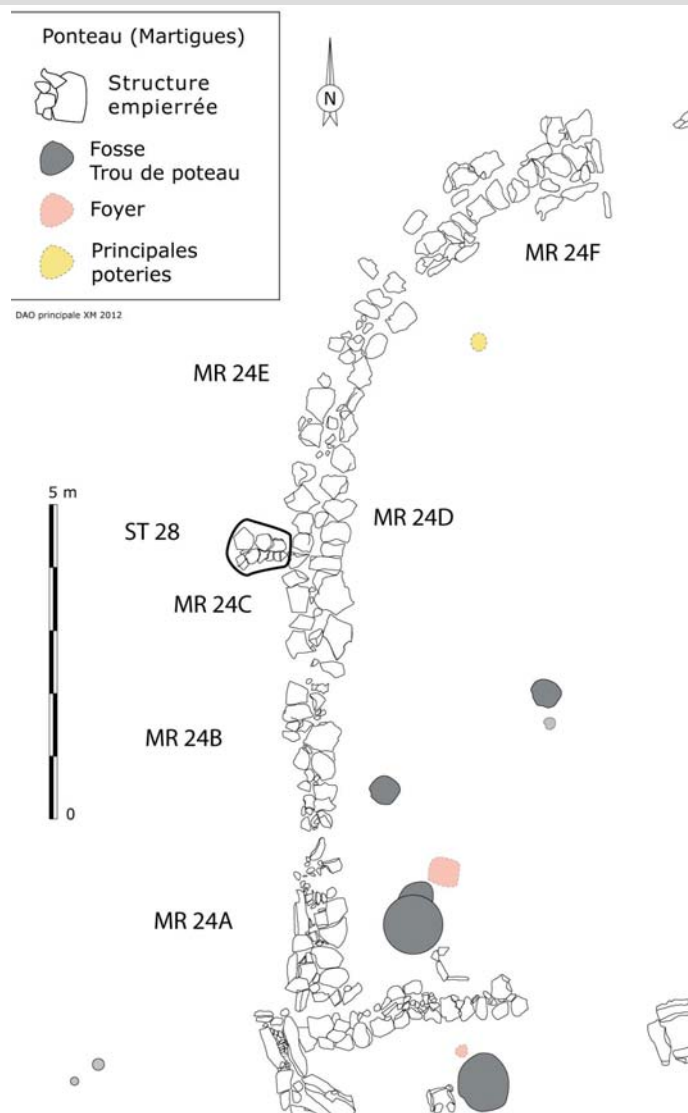 Ponteau (Martigues)
Structure
empierrée
Fosse
Trou de poteau
Foyer
Principales
poteries
DAO principale XM 2012
N
MR 24F
MR 24E
5 m
ST 28
MR 24D
MR 24C
MR 24B
0
MR 24A